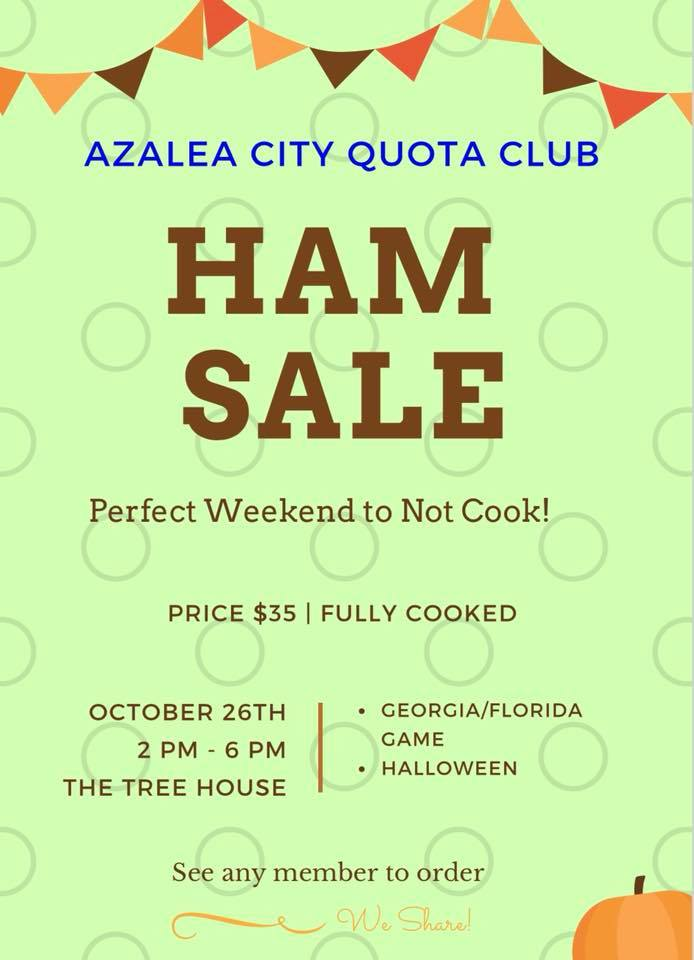 AZALEA CITY QUOTA CLUB
HAM
SALE
Perfect Weekend to Not Cook!
PRICE $35 | FULLY COOKED
OCTOBER 26TH
2 PM - 6 PM
THE TREE HOUSE
• GEORGIA/FLORIDA
GAME
• HALLOWEEN
See any member to order
We Share!